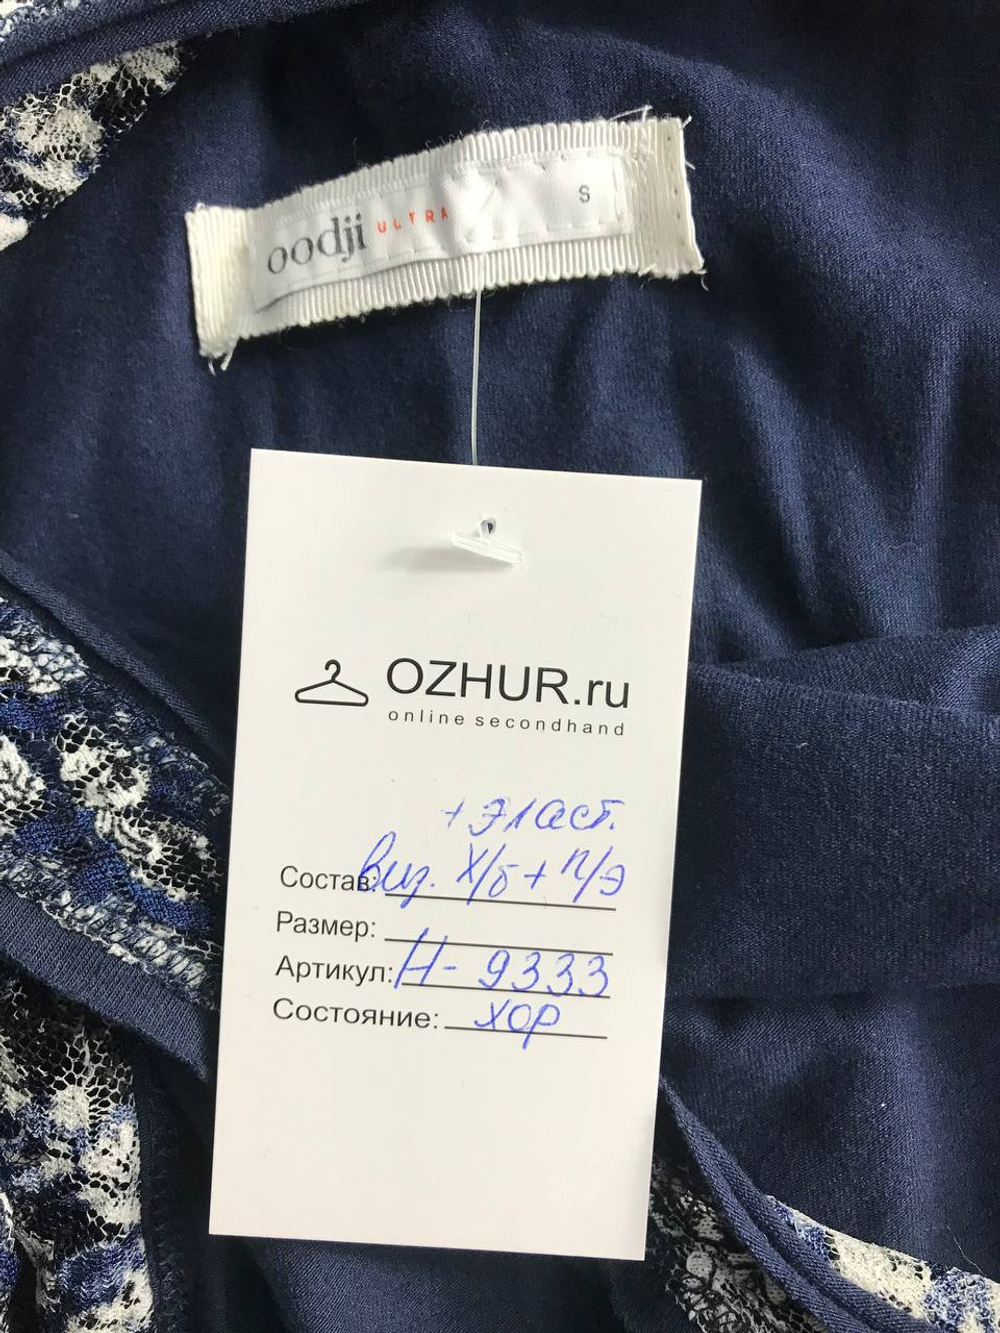 oodji ULTRA S
OZHUR.ru
online secondhand
+ эласт.
Состав: виз. х/б + п/э
Размер:
Артикул: Н- 9333
Состояние: хор